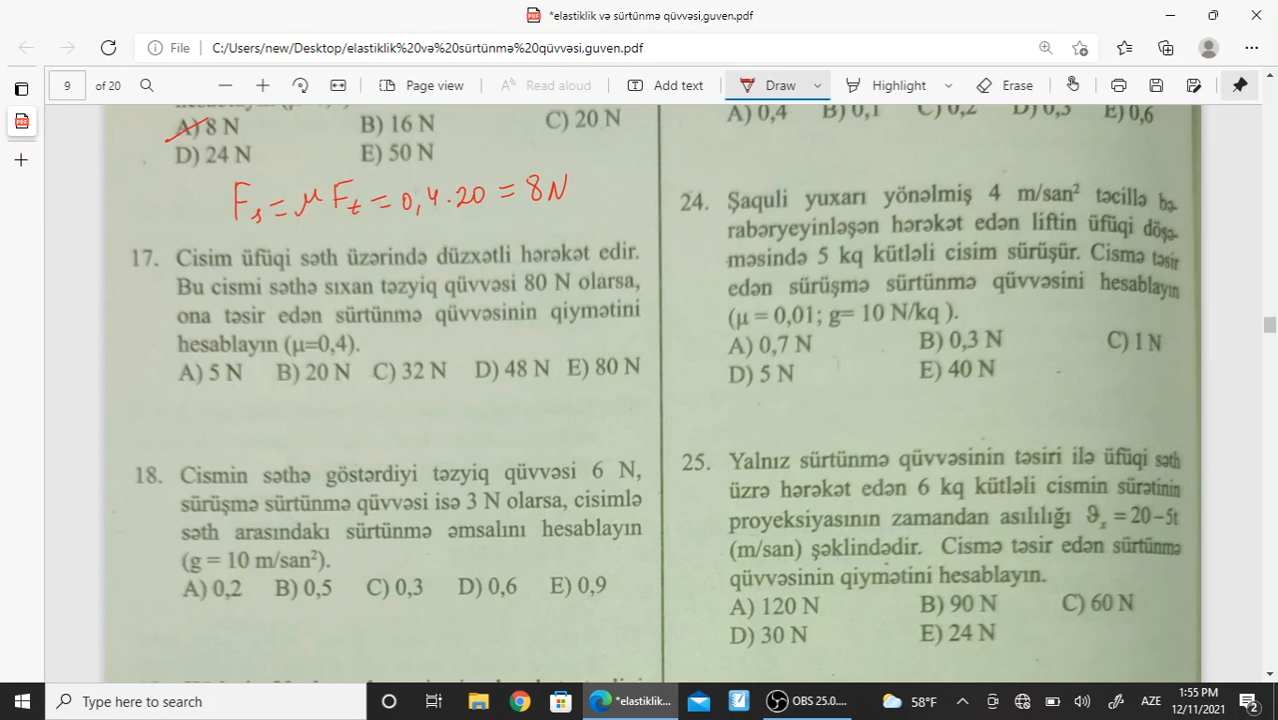 *elastiklik və sürtünmə qüvvəsi,guven.pdf
File
C:/Users/new/Desktop/elastiklik%20və%20sürtünmə%20qüvvəsi.guven.pdf
9 of 20
Page view
Read aloud
Add text
Draw
Highlight
Erase
A) 8 N B) 16 N C) 20 N
D) 24 N E) 50 N
Fs = μ Ft = 0,4 · 20 = 8N
17. Cisim üfüqi səth üzərində düzxətli hərəkət edir.
Bu cismi səthə sıxan təzyiq qüvvəsi 80 N olarsa,
ona təsir edən sürtünmə qüvvəsinin qiymətini
hesablayın (μ=0,4).
A) 5 N B) 20 N C) 32 N D) 48 N E) 80 N
18. Cismin səthə göstərdiyi təzyiq qüvvəsi 6 N,
sürüşmə sürtünmə qüvvəsi isə 3 N olarsa, cisimlə
səth arasındakı sürtünmə əmsalını hesablayın
(g = 10 m/san²).
A) 0,2 B) 0,5 C) 0,3 D) 0,6 E) 0,9
A) 0,4 B) 0,1 C) 0,2 D) 0,3 E) 0,6
24. Şaquli yuxarı yönəlmiş 4 m/san² təcillə bə-
rabəryeyinləşən hərəkət edən liftin üfüqi döşə-
məsində 5 kq kütləli cisim sürüşür. Cismə təsir
edən sürüşmə sürtünmə qüvvəsini hesablayın
(μ = 0,01; g= 10 N/kq ).
A) 0,7 N B) 0,3 N C) 1 N
D) 5 N E) 40 N
25. Yalnız sürtünmə qüvvəsinin təsiri ilə üfüqi səth
üzrə hərəkət edən 6 kq kütləli cismin sürətinin
proyeksiyasının zamandan asılılığı ϑx = 20–5t
(m/san) şəklindədir. Cismə təsir edən sürtünmə
qüvvəsinin qiymətini hesablayın.
A) 120 N B) 90 N C) 60 N
D) 30 N E) 24 N
Type here to search
*elastiklik...
OBS 25.0....
58°F
AZE
1:55 PM
12/11/2021
2